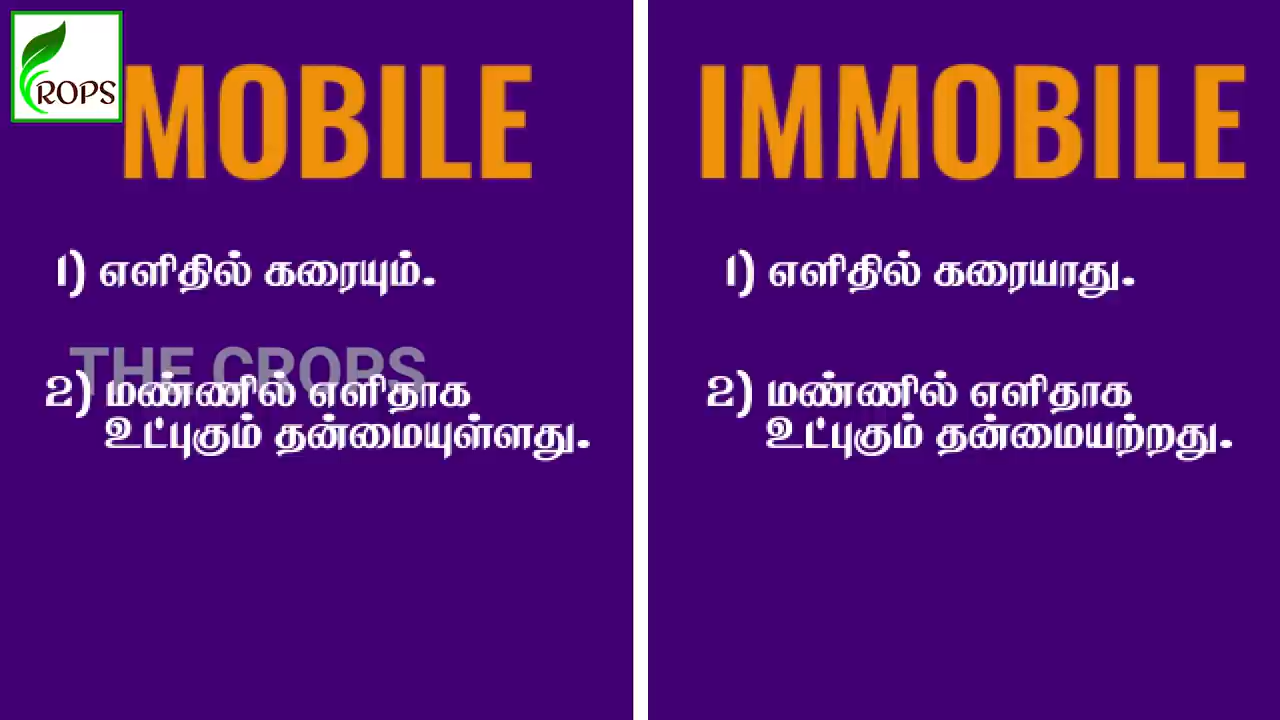 ROPS
MOBILE
1) எளிதில் கரையும்.
THE CROPS
2) மண்ணில் எளிதாக
உட்புகும் தன்மையுள்ளது.
IMMOBILE
1) எளிதில் கரையாது.
2) மண்ணில் எளிதாக
உட்புகும் தன்மையற்றது.